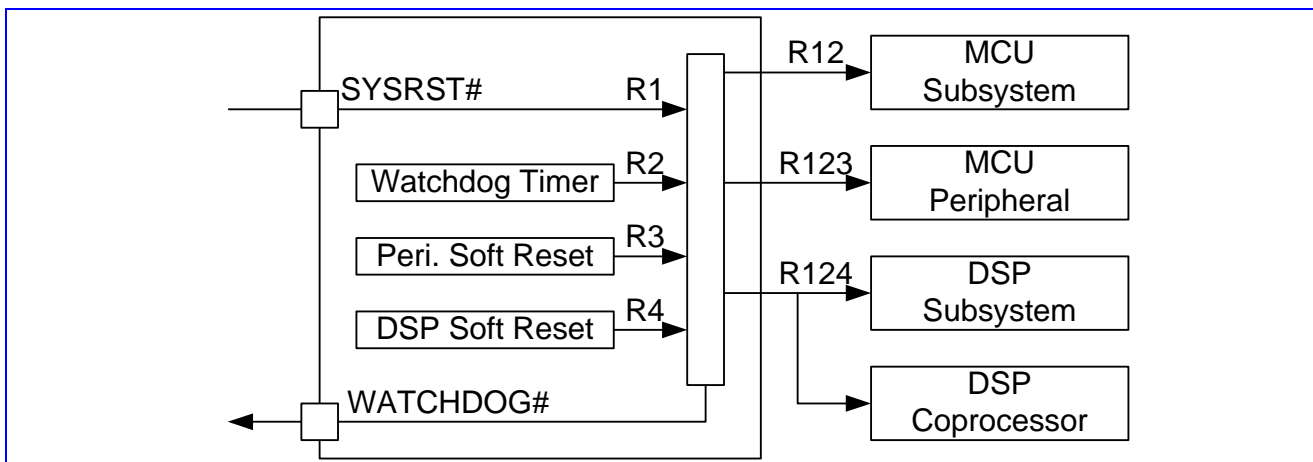 SYSRST# R1
Watchdog Timer R2
Peri. Soft Reset R3
DSP Soft Reset R4
WATCHDOG#
R12 MCU
Subsystem
R123 MCU
Peripheral
R124 DSP
Subsystem
DSP
Coprocessor